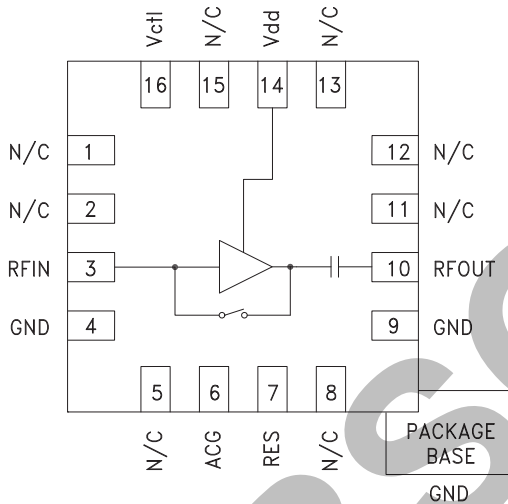 Vctl
N/C
Vdd
N/C
16
15
14
13
N/C 1
12 N/C
N/C 2
11 N/C
RFIN 3
10 RFOUT
GND 4
9 GND
5
6
7
8
N/C
ACG
RES
N/C
PACKAGE
BASE
GND